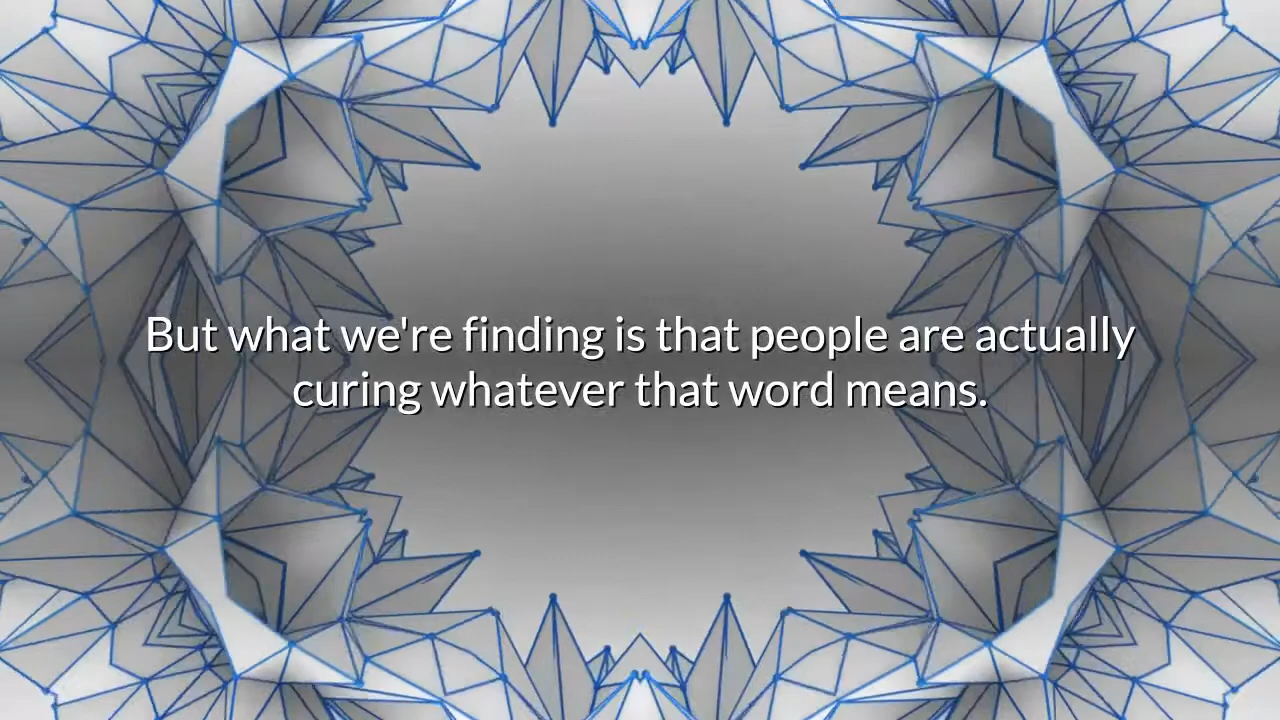 But what we're finding is that people are actually
curing whatever that word means.